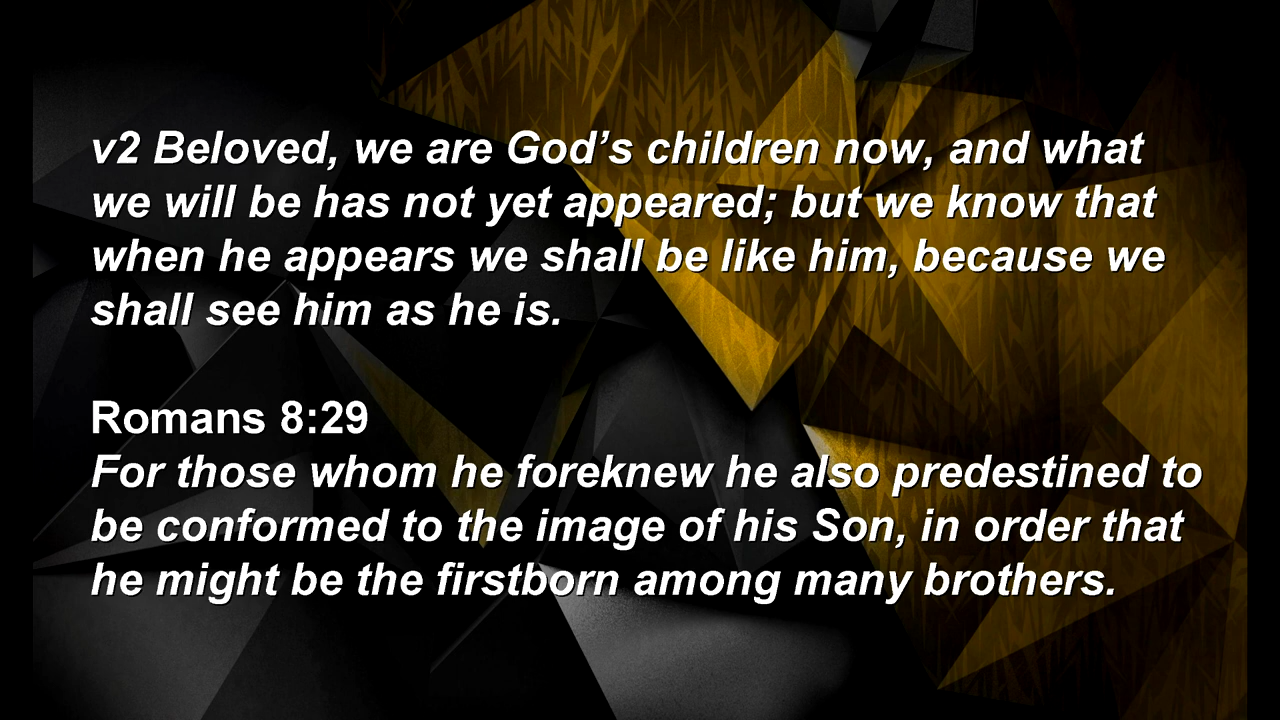 v2 Beloved, we are God’s children now, and what
we will be has not yet appeared; but we know that
when he appears we shall be like him, because we
shall see him as he is.
Romans 8:29
For those whom he foreknew he also predestined to
be conformed to the image of his Son, in order that
he might be the firstborn among many brothers.